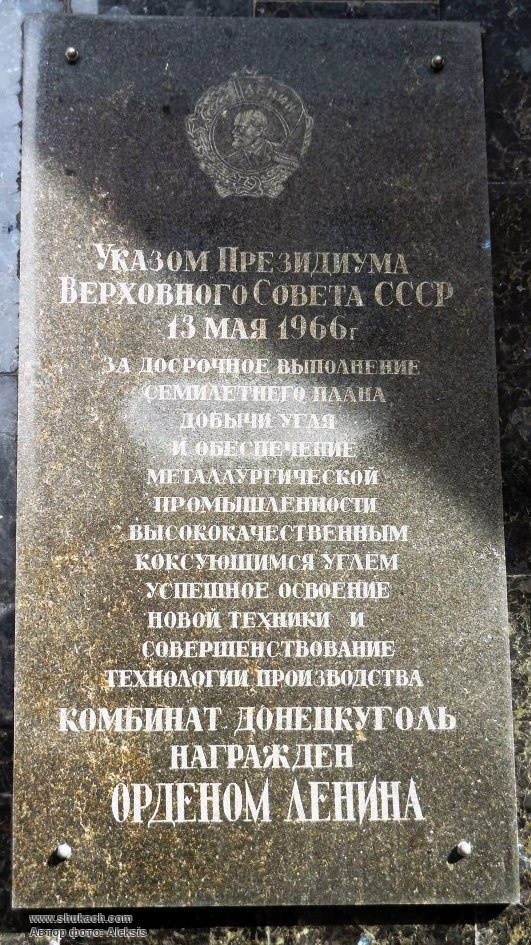 ЛЕНИН
Указом Президиума
Верховного Совета СССР
13 мая 1966г
за досрочное выполнение
семилетнего плана
добычи угля
и обеспечение
металлургической
промышленности
высококачественным
коксующимся углем
успешное освоение
новой техники и
совершенствование
технологии производства
комбинат Донецкуголь
награжден
орденом Ленина
www.shukach.com
Автор фото: Aleksis